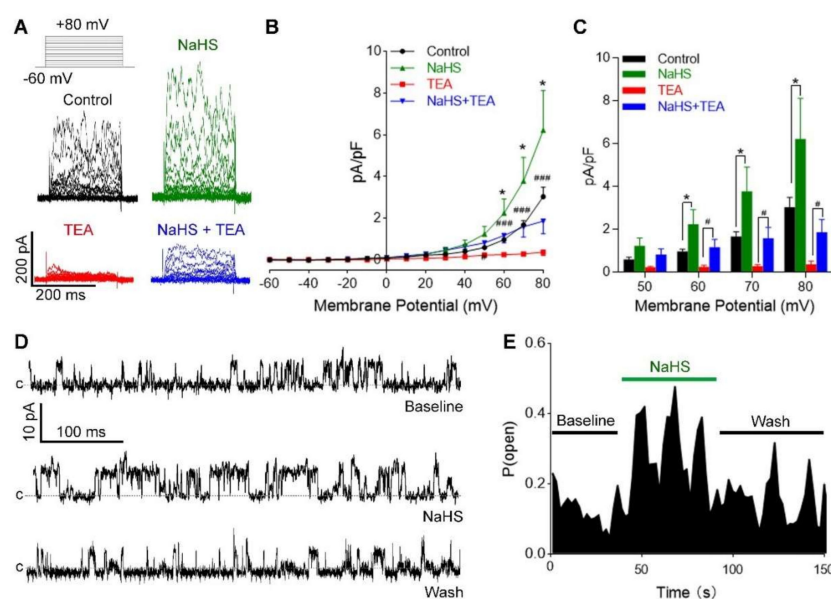 A
+80 mV
-60 mV
Control
NaHS
TEA
NaHS + TEA
200 pA
200 ms
B
10
8
6
4
2
0
pA/pF
Control
NaHS
TEA
NaHS+TEA
*
*
*
###
###
###
-60 -40 -20 0 20 40 60 80
Membrane Potential (mV)
C
10
8
6
4
2
0
pA/pF
Control
NaHS
TEA
NaHS+TEA
*
*
*
#
#
#
50 60 70 80
Membrane Potential (mV)
D
c
Baseline
10 pA
100 ms
c
NaHS
c
Wash
E
0.6
0.4
0.2
0.0
P(open)
NaHS
Baseline
Wash
0 50 100 150
Time (s)